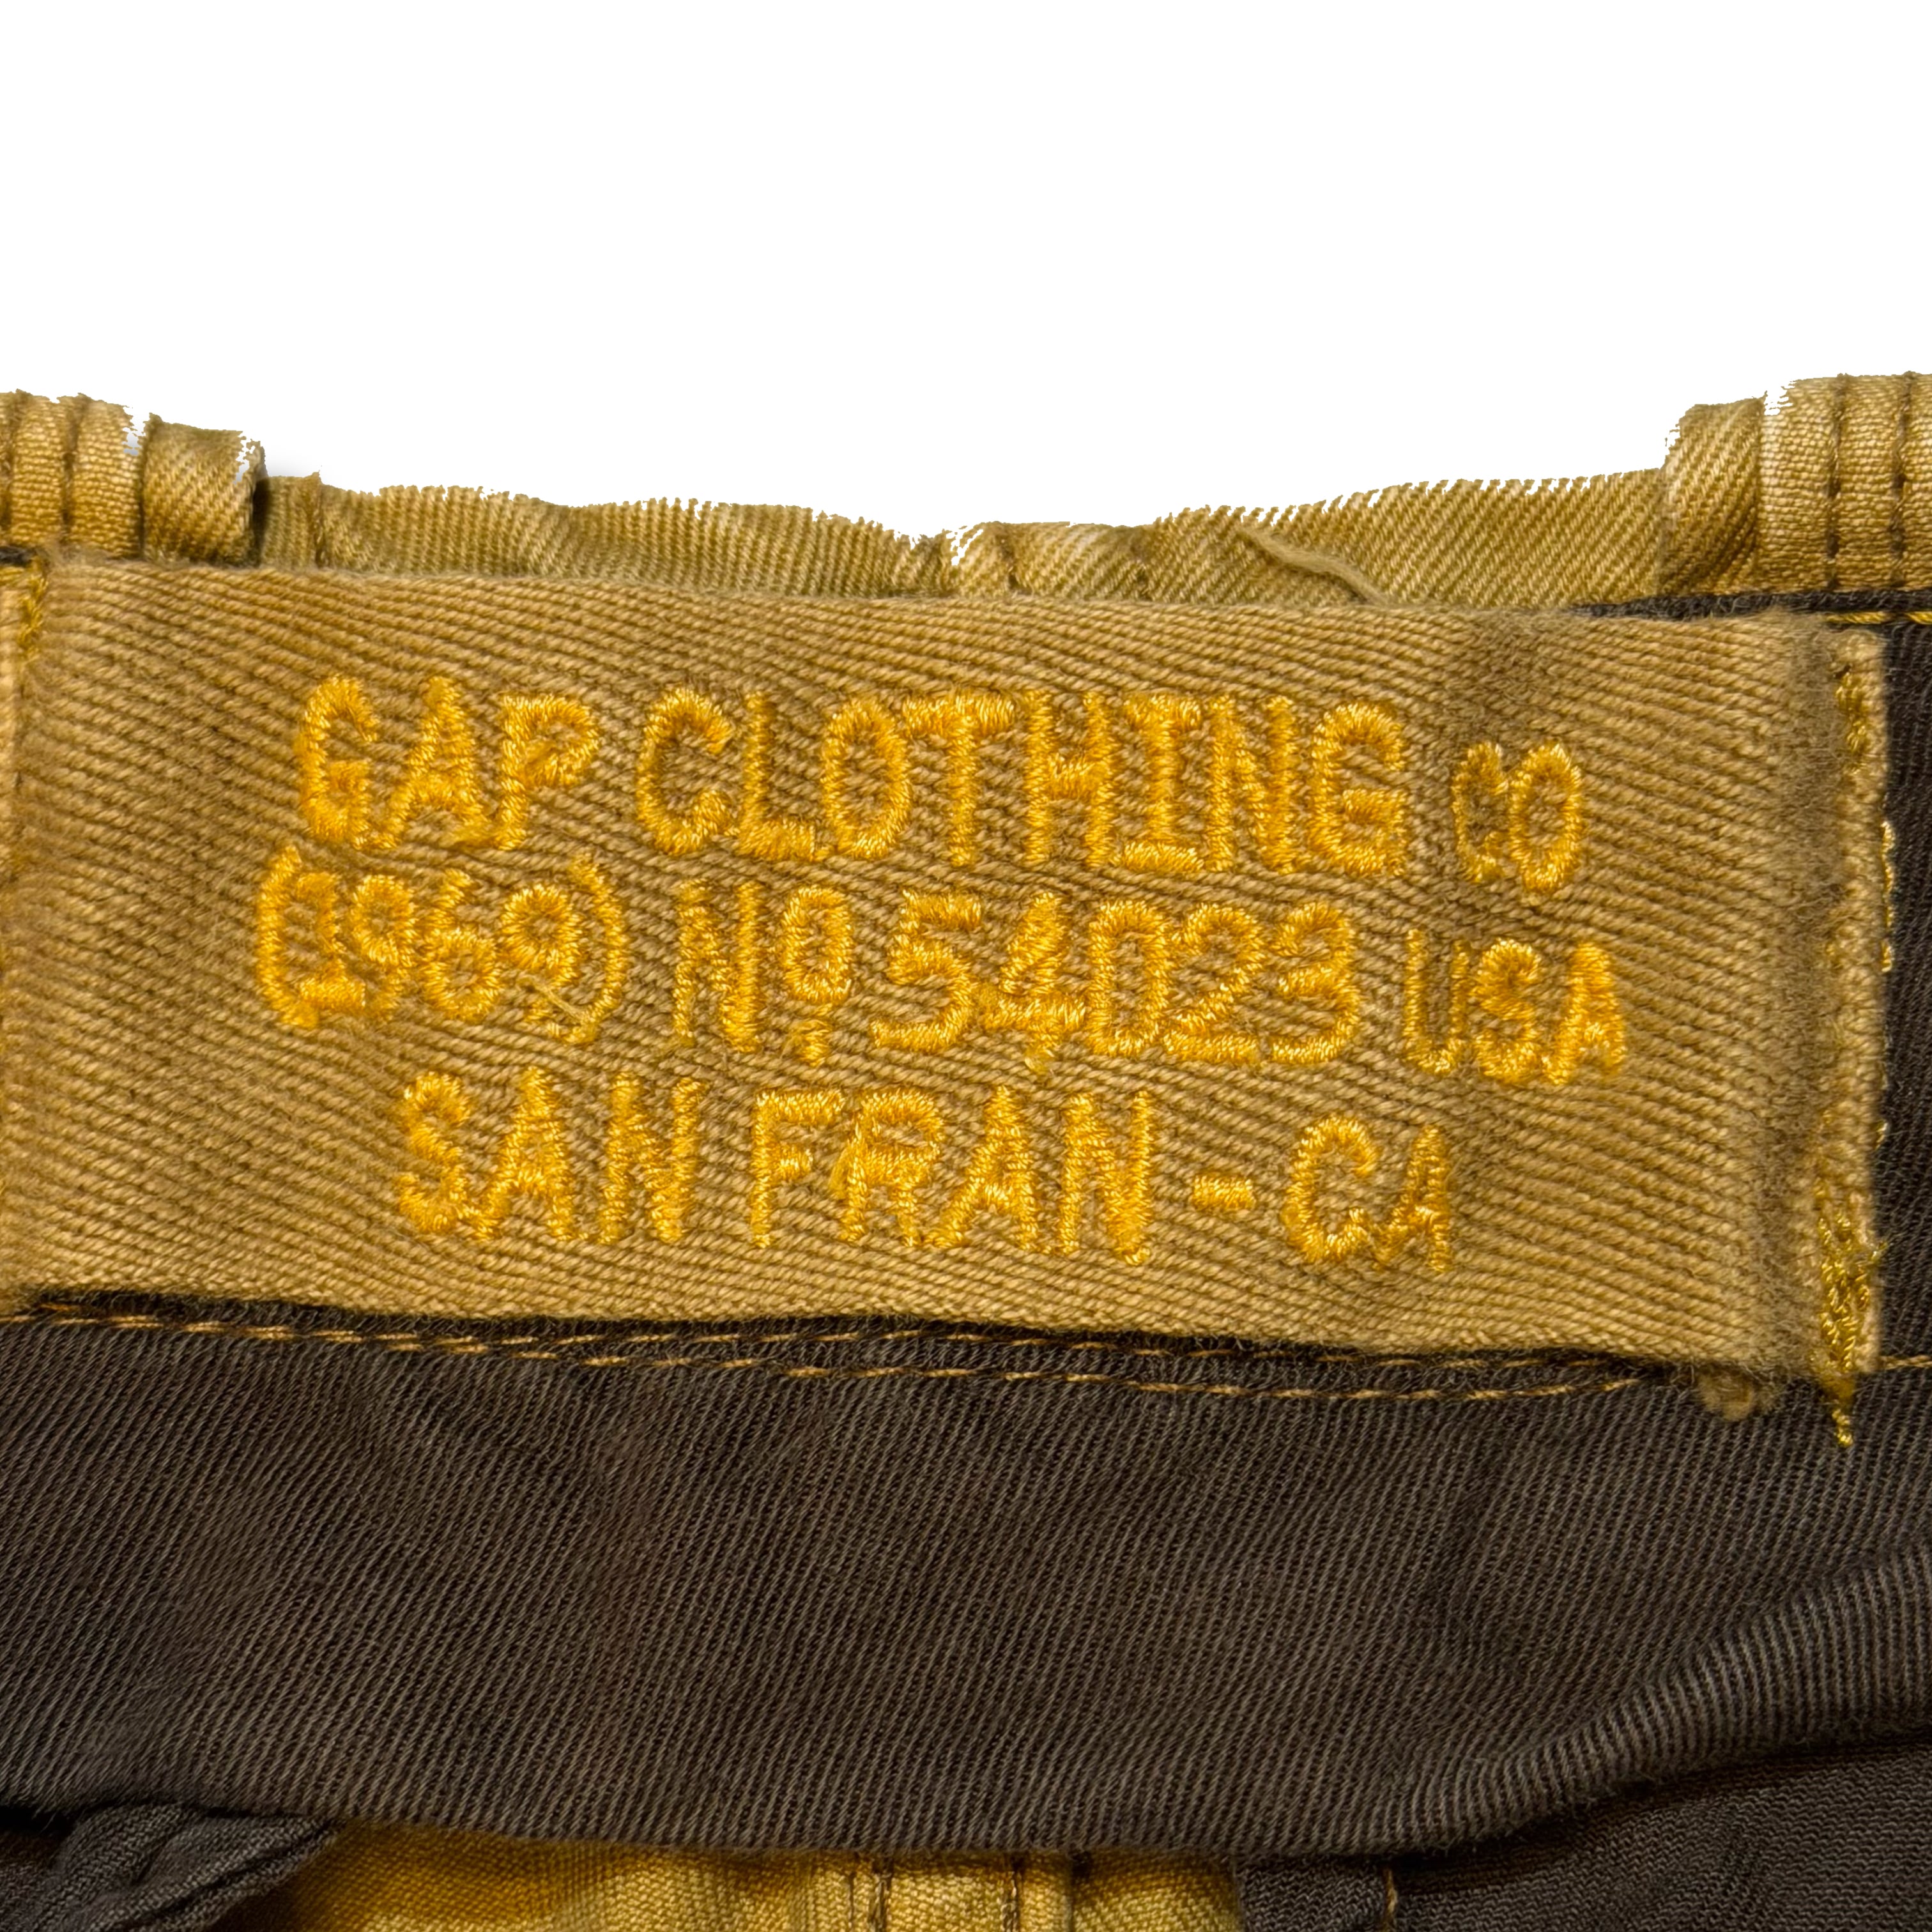 GAP CLOTHING CO
(1969) Nº. 54023 USA
SAN FRAN - CA